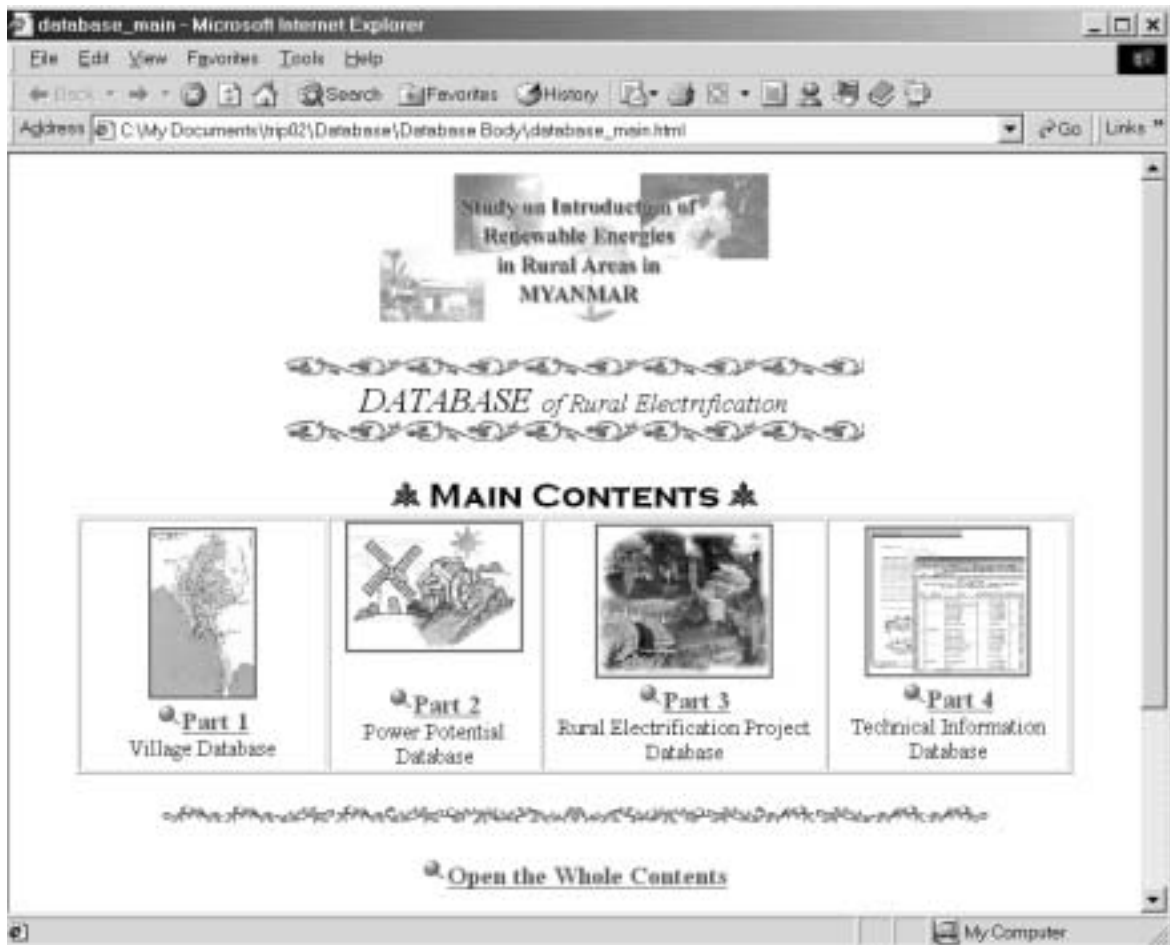 database_main - Microsoft Internet Explorer
File Edit View Favorites Tools Help
Back Search Favorites History
Address C:\My Documents\trip02\Database\Database Body\database_main.html Go Links »
Study on Introduction of
Renewable Energies
in Rural Areas in
MYANMAR
DATABASE of Rural Electrification
MAIN CONTENTS
Part 1
Village Database
Part 2
Power Potential
Database
Part 3
Rural Electrification Project
Database
Part 4
Technical Information
Database
Open the Whole Contents
My Computer